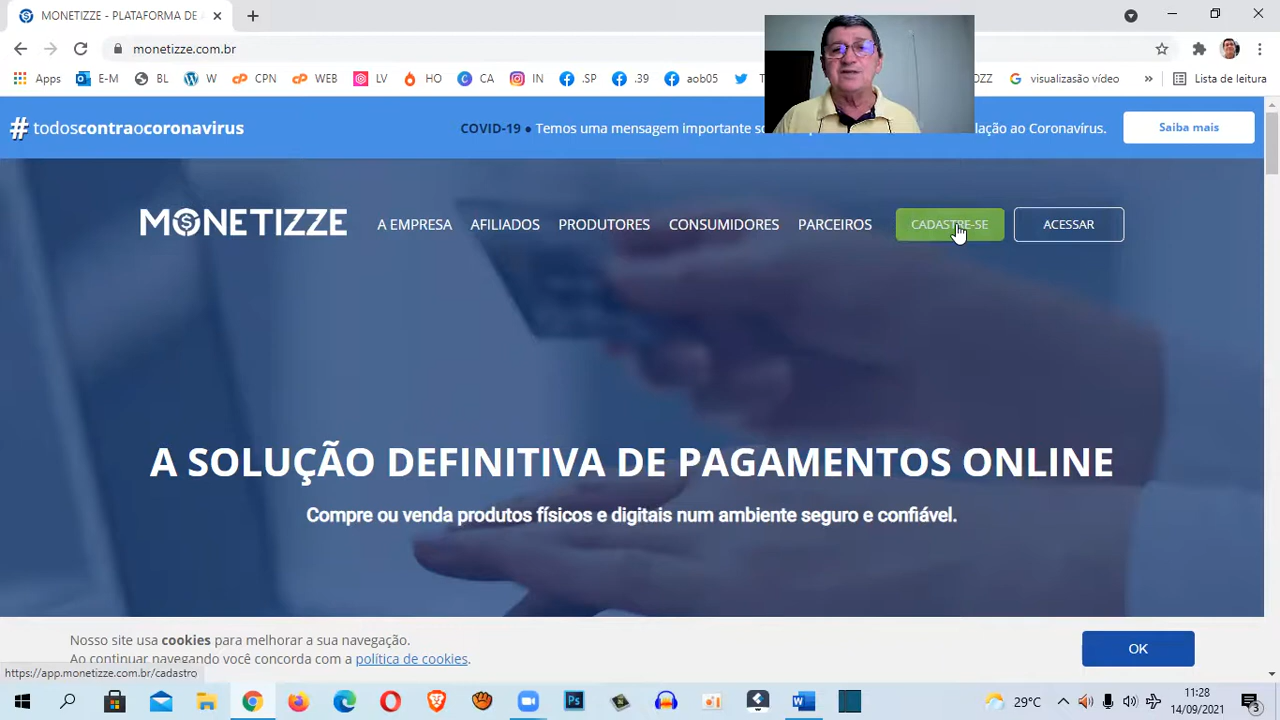 MONETIZZE - PLATAFORMA DE
monetizze.com.br
Apps E-M BL W CPN WEB LV HO CA IN .SP .39 aob05 visualizasão vídeo » Lista de leitura
#todoscontraocoronavirus
COVID-19 ● Temos uma mensagem importante
lação ao Coronavírus.
Saiba mais
MONETIZZE A EMPRESA AFILIADOS PRODUTORES CONSUMIDORES PARCEIROS CADASTRE-SE ACESSAR
A SOLUÇÃO DEFINITIVA DE PAGAMENTOS ONLINE
Compre ou venda produtos físicos e digitais num ambiente seguro e confiável.
Nosso site usa cookies para melhorar a sua navegação.
Ao continuar navegando você concorda com a política de cookies.
OK
https://app.monetizze.com.br/cadastro
29°C
11:28
14/09/2021
3